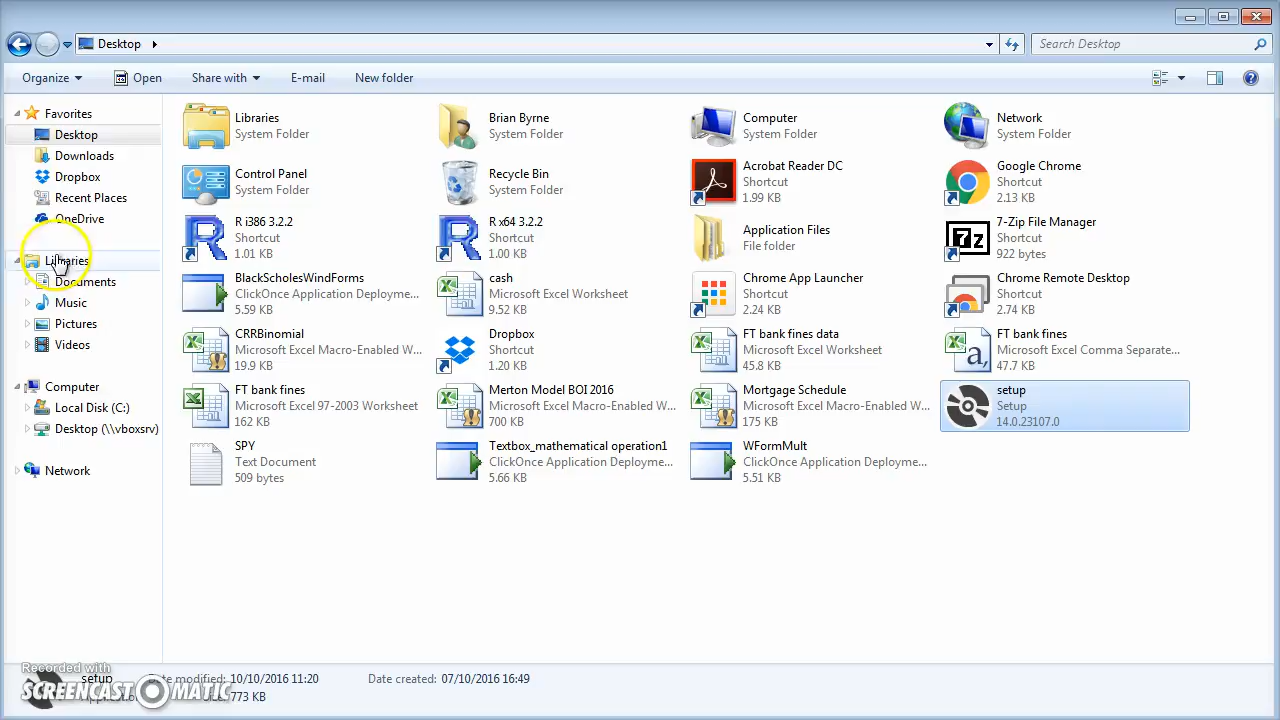 Desktop
Search Desktop
Organize Open Share with E-mail New folder
Favorites
Desktop
Downloads
Dropbox
Recent Places
OneDrive
Libraries
Documents
Music
Pictures
Videos
Computer
Local Disk (C:)
Desktop (\\vboxsrv)
Network
Libraries
System Folder
Brian Byrne
System Folder
Computer
System Folder
Network
System Folder
Control Panel
System Folder
Recycle Bin
System Folder
Acrobat Reader DC
Shortcut
1.99 KB
Google Chrome
Shortcut
2.13 KB
R i386 3.2.2
Shortcut
1.01 KB
R x64 3.2.2
Shortcut
1.00 KB
Application Files
File folder
7-Zip File Manager
Shortcut
922 bytes
BlackScholesWindForms
ClickOnce Application Deployme...
5.59 KB
cash
Microsoft Excel Worksheet
9.52 KB
Chrome App Launcher
Shortcut
2.24 KB
Chrome Remote Desktop
Shortcut
2.74 KB
CRRBinomial
Microsoft Excel Macro-Enabled W...
19.9 KB
Dropbox
Shortcut
1.20 KB
FT bank fines data
Microsoft Excel Worksheet
45.8 KB
FT bank fines
Microsoft Excel Comma Separate...
47.7 KB
FT bank fines
Microsoft Excel 97-2003 Worksheet
162 KB
Merton Model BOI 2016
Microsoft Excel Macro-Enabled W...
700 KB
Mortgage Schedule
Microsoft Excel Macro-Enabled W...
175 KB
setup
Setup
14.0.23107.0
SPY
Text Document
509 bytes
Textbox_mathematical operation1
ClickOnce Application Deployme...
5.66 KB
WFormMult
ClickOnce Application Deployme...
5.51 KB
Recorded with
SCREENCAST MATIC
setup
modified: 10/10/2016 11:20 Date created: 07/10/2016 16:49
773 KB